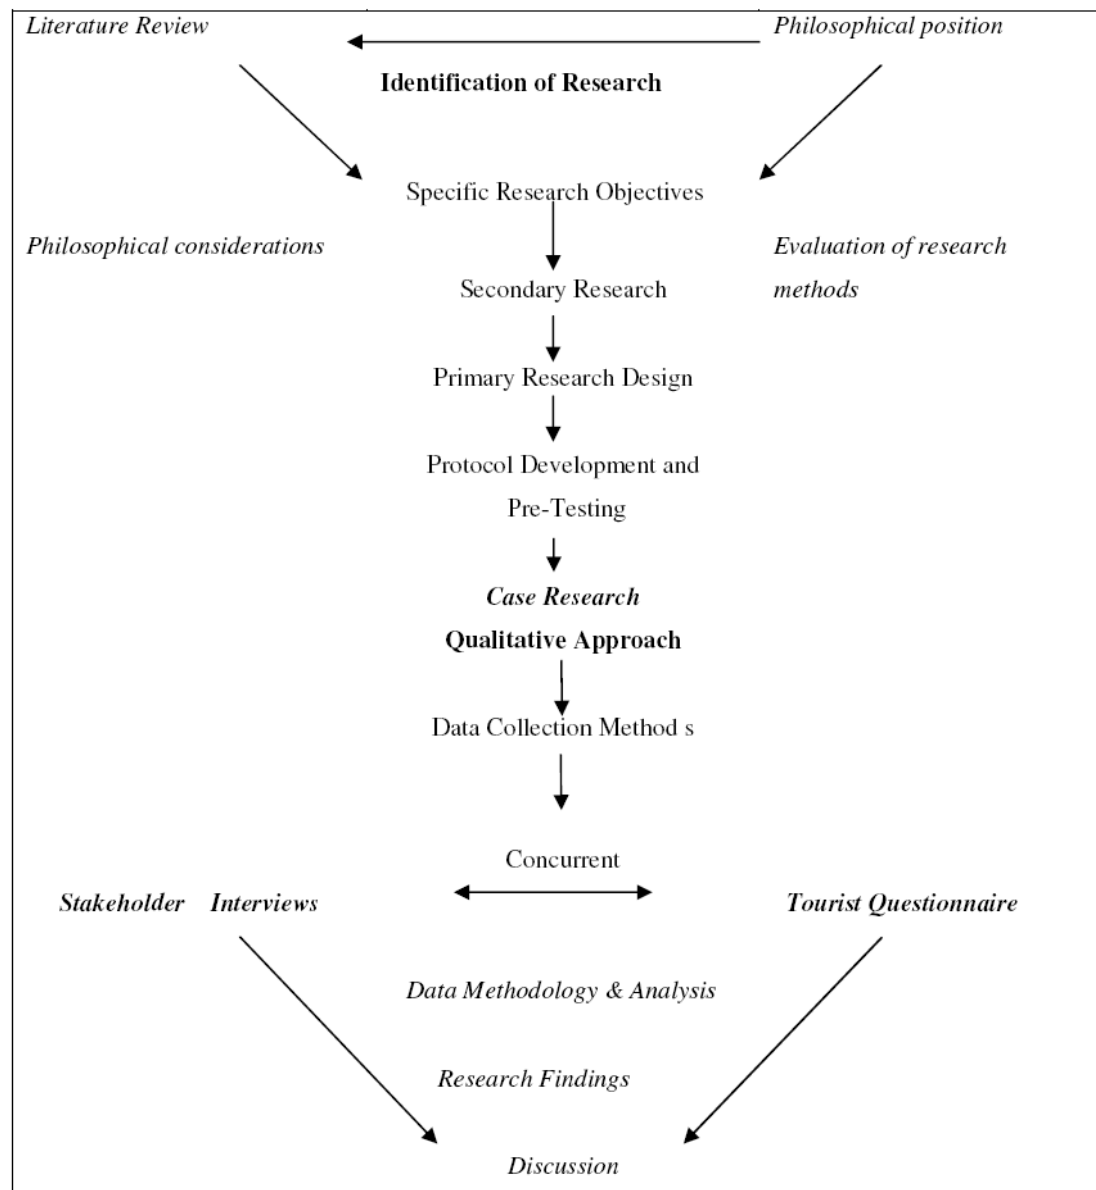 Literature Review
Philosophical position
Identification of Research
Specific Research Objectives
Philosophical considerations
Evaluation of research
methods
Secondary Research
Primary Research Design
Protocol Development and
Pre-Testing
Case Research
Qualitative Approach
Data Collection Method s
Concurrent
Stakeholder Interviews
Tourist Questionnaire
Data Methodology & Analysis
Research Findings
Discussion